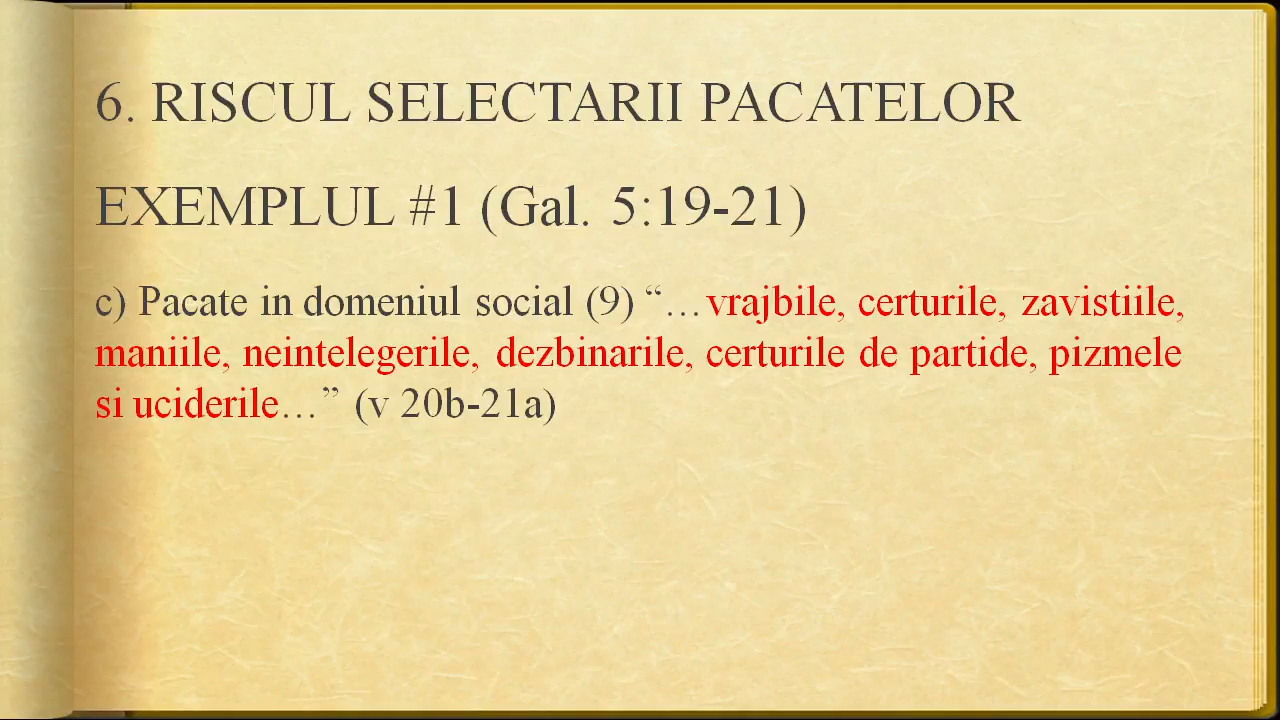 6. RISCUL SELECTARII PACATELOR
EXEMPLUL #1 (Gal. 5:19-21)
c) Pacate in domeniul social (9) “…vrajbile, certurile, zavistiile,
maniile, neintelegerile, dezbinarile, certurile de partide, pizmele
si uciderile…” (v 20b-21a)